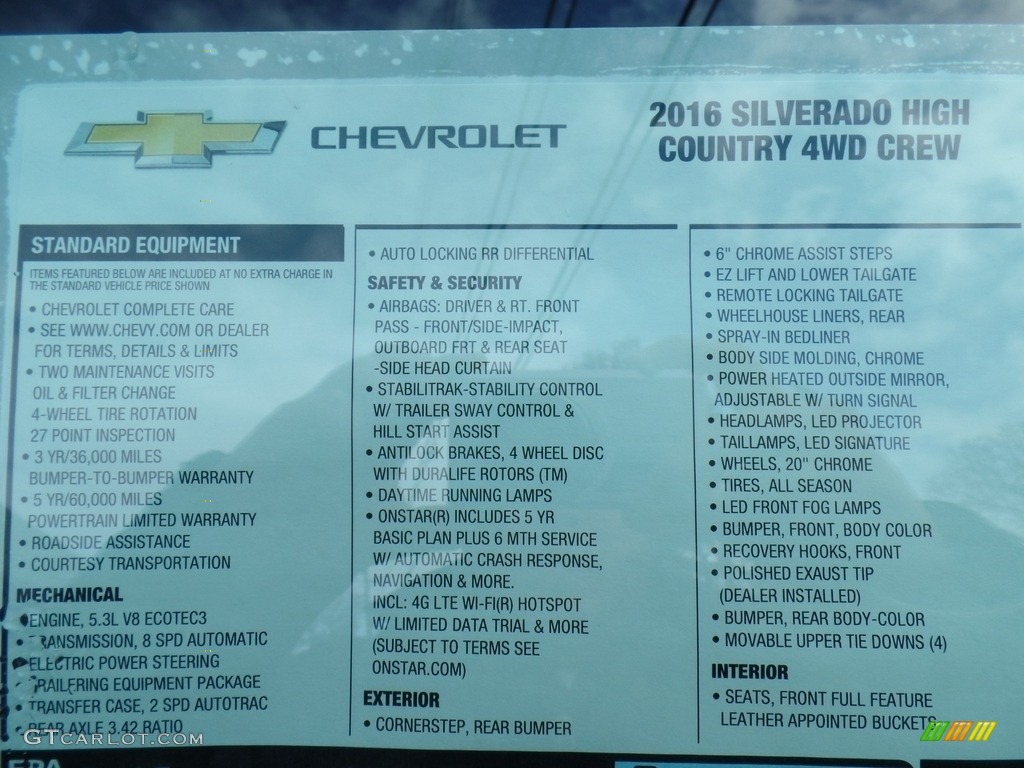 CHEVROLET
2016 SILVERADO HIGH
COUNTRY 4WD CREW
STANDARD EQUIPMENT
ITEMS FEATURED BELOW ARE INCLUDED AT NO EXTRA CHARGE IN
THE STANDARD VEHICLE PRICE SHOWN
• CHEVROLET COMPLETE CARE
• SEE WWW.CHEVY.COM OR DEALER
FOR TERMS, DETAILS & LIMITS
• TWO MAINTENANCE VISITS
OIL & FILTER CHANGE
4-WHEEL TIRE ROTATION
27 POINT INSPECTION
• 3 YR/36,000 MILES
BUMPER-TO-BUMPER WARRANTY
• 5 YR/60,000 MILES
POWERTRAIN LIMITED WARRANTY
• ROADSIDE ASSISTANCE
• COURTESY TRANSPORTATION
MECHANICAL
• ENGINE, 5.3L V8 ECOTEC3
• TRANSMISSION, 8 SPD AUTOMATIC
• ELECTRIC POWER STEERING
• TRAILERING EQUIPMENT PACKAGE
• TRANSFER CASE, 2 SPD AUTOTRAC
• REAR AXLE 3.42 RATIO
• AUTO LOCKING RR DIFFERENTIAL
SAFETY & SECURITY
• AIRBAGS: DRIVER & RT. FRONT
PASS - FRONT/SIDE-IMPACT,
OUTBOARD FRT & REAR SEAT
-SIDE HEAD CURTAIN
• STABILITRAK-STABILITY CONTROL
W/ TRAILER SWAY CONTROL &
HILL START ASSIST
• ANTILOCK BRAKES, 4 WHEEL DISC
WITH DURALIFE ROTORS (TM)
• DAYTIME RUNNING LAMPS
• ONSTAR(R) INCLUDES 5 YR
BASIC PLAN PLUS 6 MTH SERVICE
W/ AUTOMATIC CRASH RESPONSE,
NAVIGATION & MORE.
INCL: 4G LTE WI-FI(R) HOTSPOT
W/ LIMITED DATA TRIAL & MORE
(SUBJECT TO TERMS SEE
ONSTAR.COM)
EXTERIOR
• CORNERSTEP, REAR BUMPER
• 6" CHROME ASSIST STEPS
• EZ LIFT AND LOWER TAILGATE
• REMOTE LOCKING TAILGATE
• WHEELHOUSE LINERS, REAR
• SPRAY-IN BEDLINER
• BODY SIDE MOLDING, CHROME
• POWER HEATED OUTSIDE MIRROR,
ADJUSTABLE W/ TURN SIGNAL
• HEADLAMPS, LED PROJECTOR
• TAILLAMPS, LED SIGNATURE
• WHEELS, 20" CHROME
• TIRES, ALL SEASON
• LED FRONT FOG LAMPS
• BUMPER, FRONT, BODY COLOR
• RECOVERY HOOKS, FRONT
• POLISHED EXAUST TIP
(DEALER INSTALLED)
• BUMPER, REAR BODY-COLOR
• MOVABLE UPPER TIE DOWNS (4)
INTERIOR
• SEATS, FRONT FULL FEATURE
LEATHER APPOINTED BUCKETS
GTCARLOT.COM
EPA